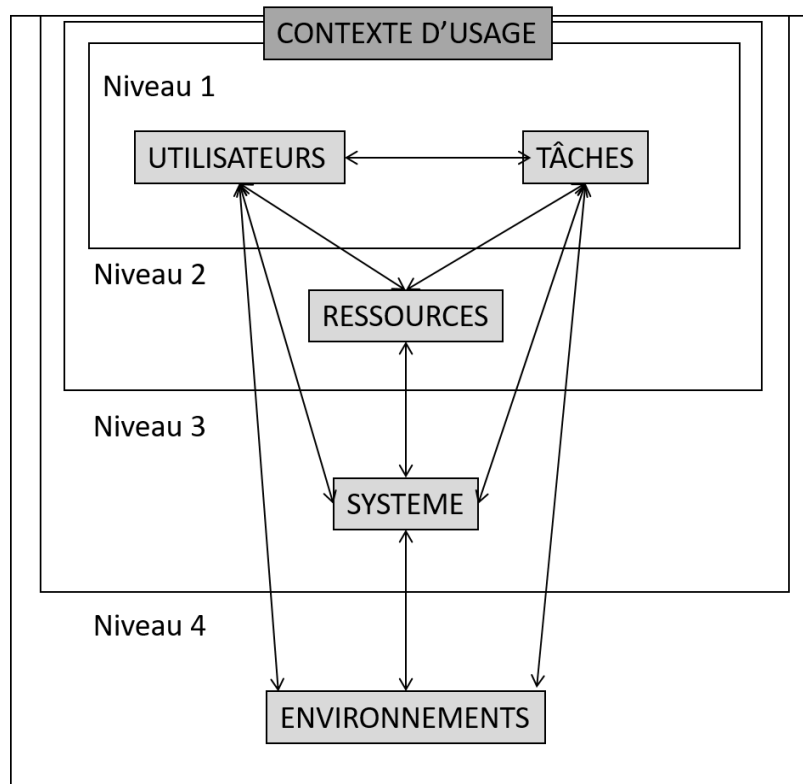 CONTEXTE D'USAGE
Niveau 1
UTILISATEURS
TÂCHES
Niveau 2
RESSOURCES
Niveau 3
SYSTEME
Niveau 4
ENVIRONNEMENTS